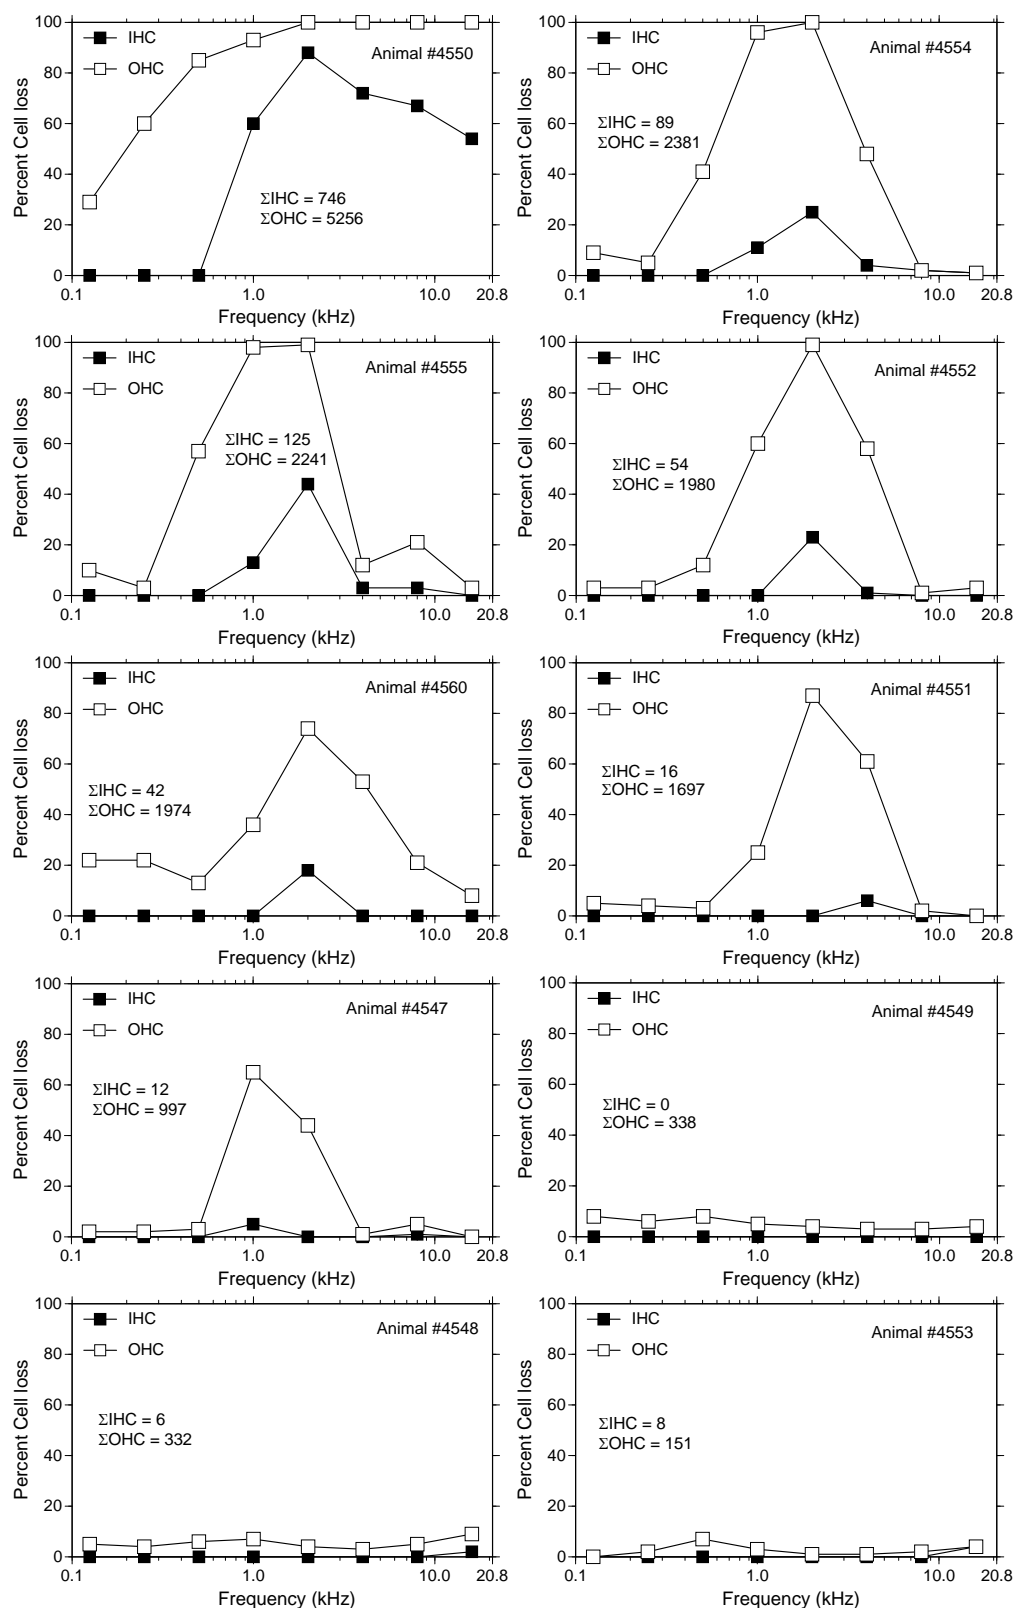 100
80
60
40
20
0
Percent Cell loss
IHC
OHC
Animal #4550
ΣIHC = 746
ΣOHC = 5256
0.1
1.0
10.0
20.8
Frequency (kHz)
100
80
60
40
20
0
Percent Cell loss
IHC
OHC
Animal #4554
ΣIHC = 89
ΣOHC = 2381
0.1
1.0
10.0
20.8
Frequency (kHz)
100
80
60
40
20
0
Percent Cell loss
IHC
OHC
Animal #4555
ΣIHC = 125
ΣOHC = 2241
0.1
1.0
10.0
20.8
Frequency (kHz)
100
80
60
40
20
0
Percent Cell loss
IHC
OHC
Animal #4552
ΣIHC = 54
ΣOHC = 1980
0.1
1.0
10.0
20.8
Frequency (kHz)
100
80
60
40
20
0
Percent Cell loss
IHC
OHC
Animal #4560
ΣIHC = 42
ΣOHC = 1974
0.1
1.0
10.0
20.8
Frequency (kHz)
100
80
60
40
20
0
Percent Cell loss
IHC
OHC
Animal #4551
ΣIHC = 16
ΣOHC = 1697
0.1
1.0
10.0
20.8
Frequency (kHz)
100
80
60
40
20
0
Percent Cell loss
IHC
OHC
Animal #4547
ΣIHC = 12
ΣOHC = 997
0.1
1.0
10.0
20.8
Frequency (kHz)
100
80
60
40
20
0
Percent Cell loss
IHC
OHC
Animal #4549
ΣIHC = 0
ΣOHC = 338
0.1
1.0
10.0
20.8
Frequency (kHz)
100
80
60
40
20
0
Percent Cell loss
IHC
OHC
Animal #4548
ΣIHC = 6
ΣOHC = 332
0.1
1.0
10.0
20.8
Frequency (kHz)
100
80
60
40
20
0
Percent Cell loss
IHC
OHC
Animal #4553
ΣIHC = 8
ΣOHC = 151
0.1
1.0
10.0
20.8
Frequency (kHz)